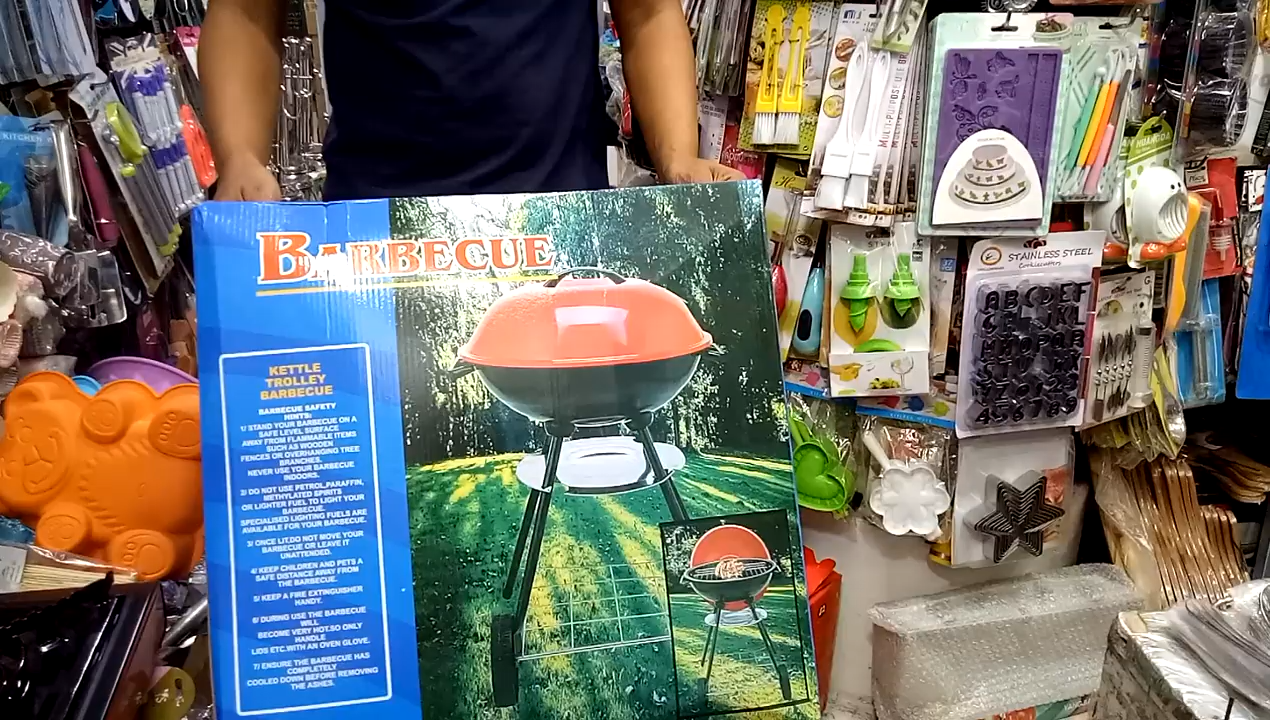 BARBECUE
KETTLE
TROLLEY
BARBECUE
BARBECUE SAFETY
HINTS:
1/ STAND YOUR BARBECUE ON A
SAFE LEVEL SURFACE
AWAY FROM FLAMMABLE ITEMS
SUCH AS WOODEN
FENCES OR OVERHANGING TREE
BRANCHES.
NEVER USE YOUR BARBECUE
INDOORS.
2/ DO NOT USE PETROL,PARAFFIN,
METHYLATED SPIRITS
OR LIGHTER FUEL TO LIGHT YOUR
BARBECUE.
SPECIALISED LIGHTING FUELS ARE
AVAILABLE FOR YOUR BARBECUE.
3/ ONCE LIT,DO NOT MOVE YOUR
BARBECUE OR LEAVE IT
UNATTENDED.
4/ KEEP CHILDREN AND PETS A
SAFE DISTANCE AWAY FROM
THE BARBECUE.
5/ KEEP A FIRE EXTINGUISHER
HANDY.
6/ DURING USE THE BARBECUE
WILL
BECOME VERY HOT.SO ONLY
HANDLE
LIDS ETC.WITH AN OVEN GLOVE.
7/ ENSURE THE BARBECUE HAS
COMPLETELY
COOLED DOWN BEFORE REMOVING
THE ASHES.
KITCHEN
MULTI-PURPOSE
STAINLESS STEEL
Cookiecutters
ABCDEF